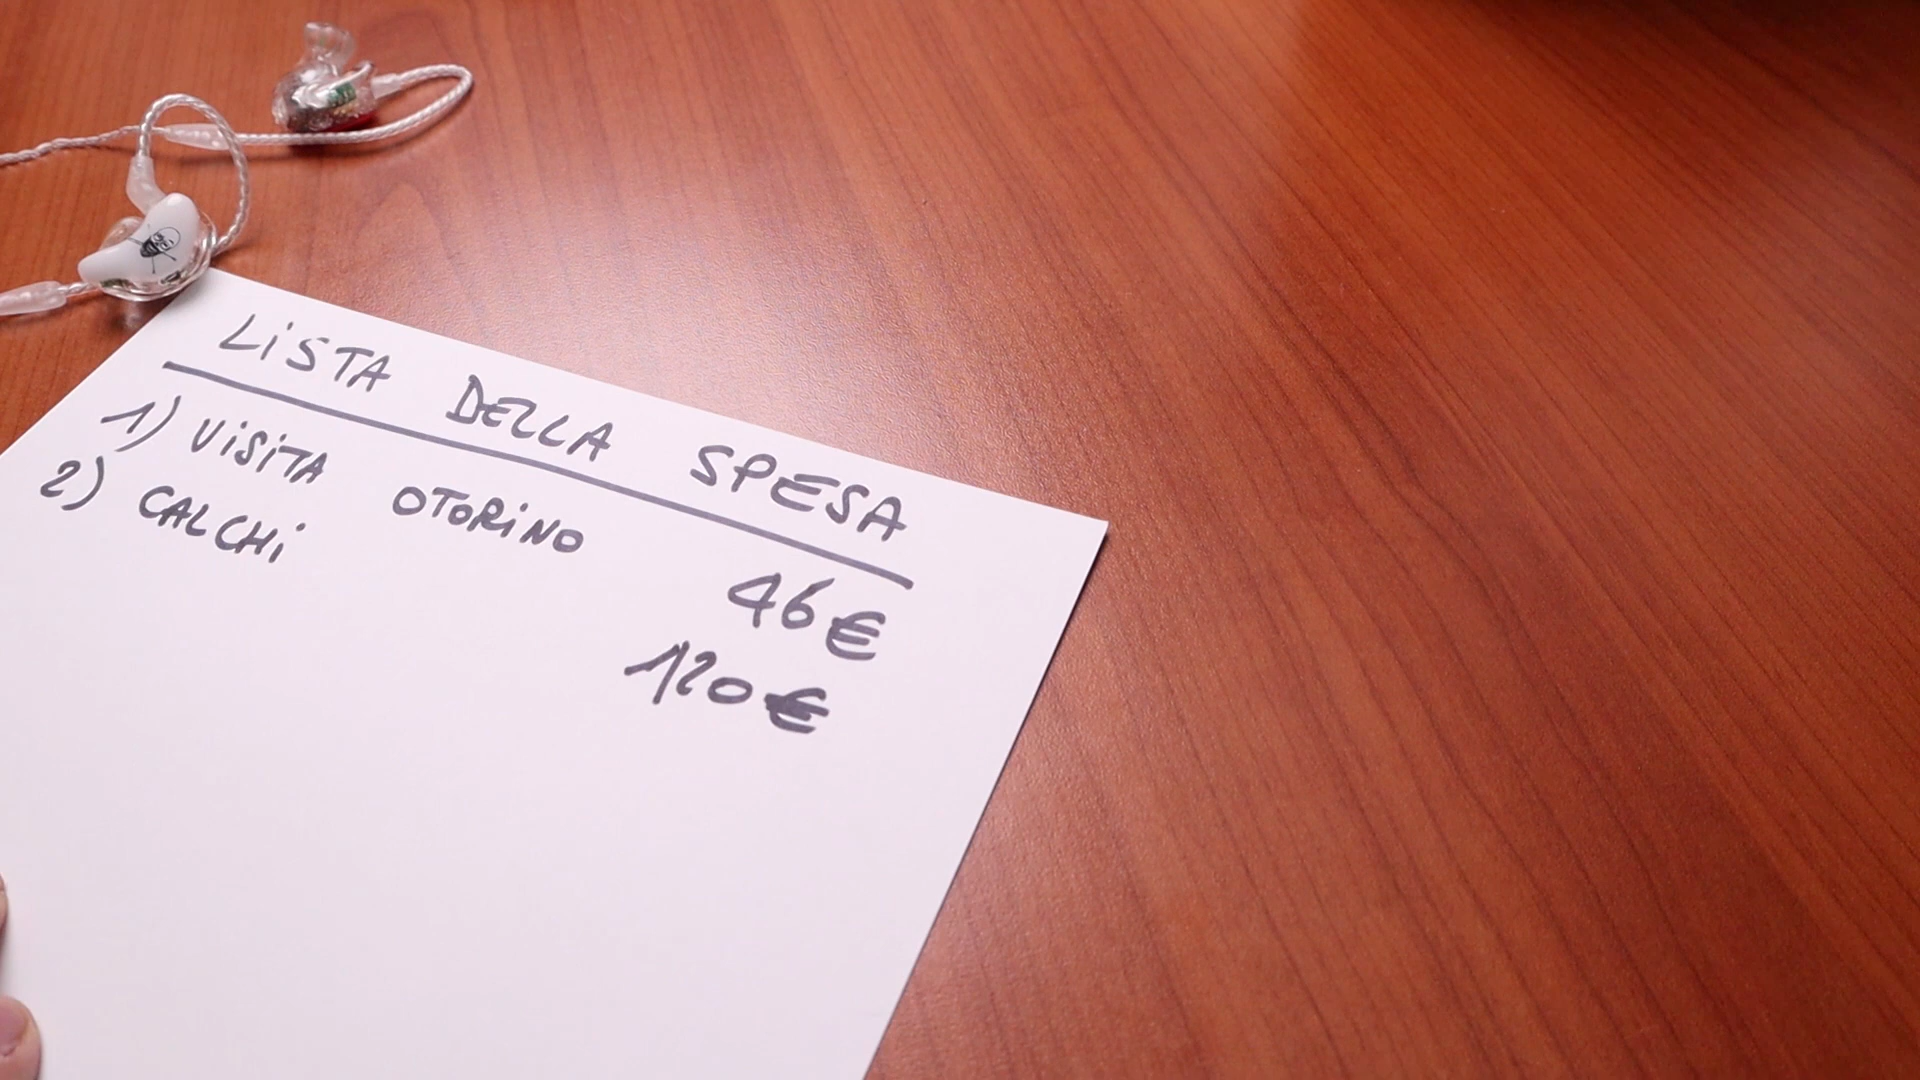 LiSTA DELLA SPESA
1) ViSiTA OTORiNO 46€
2) CALCHi 120€